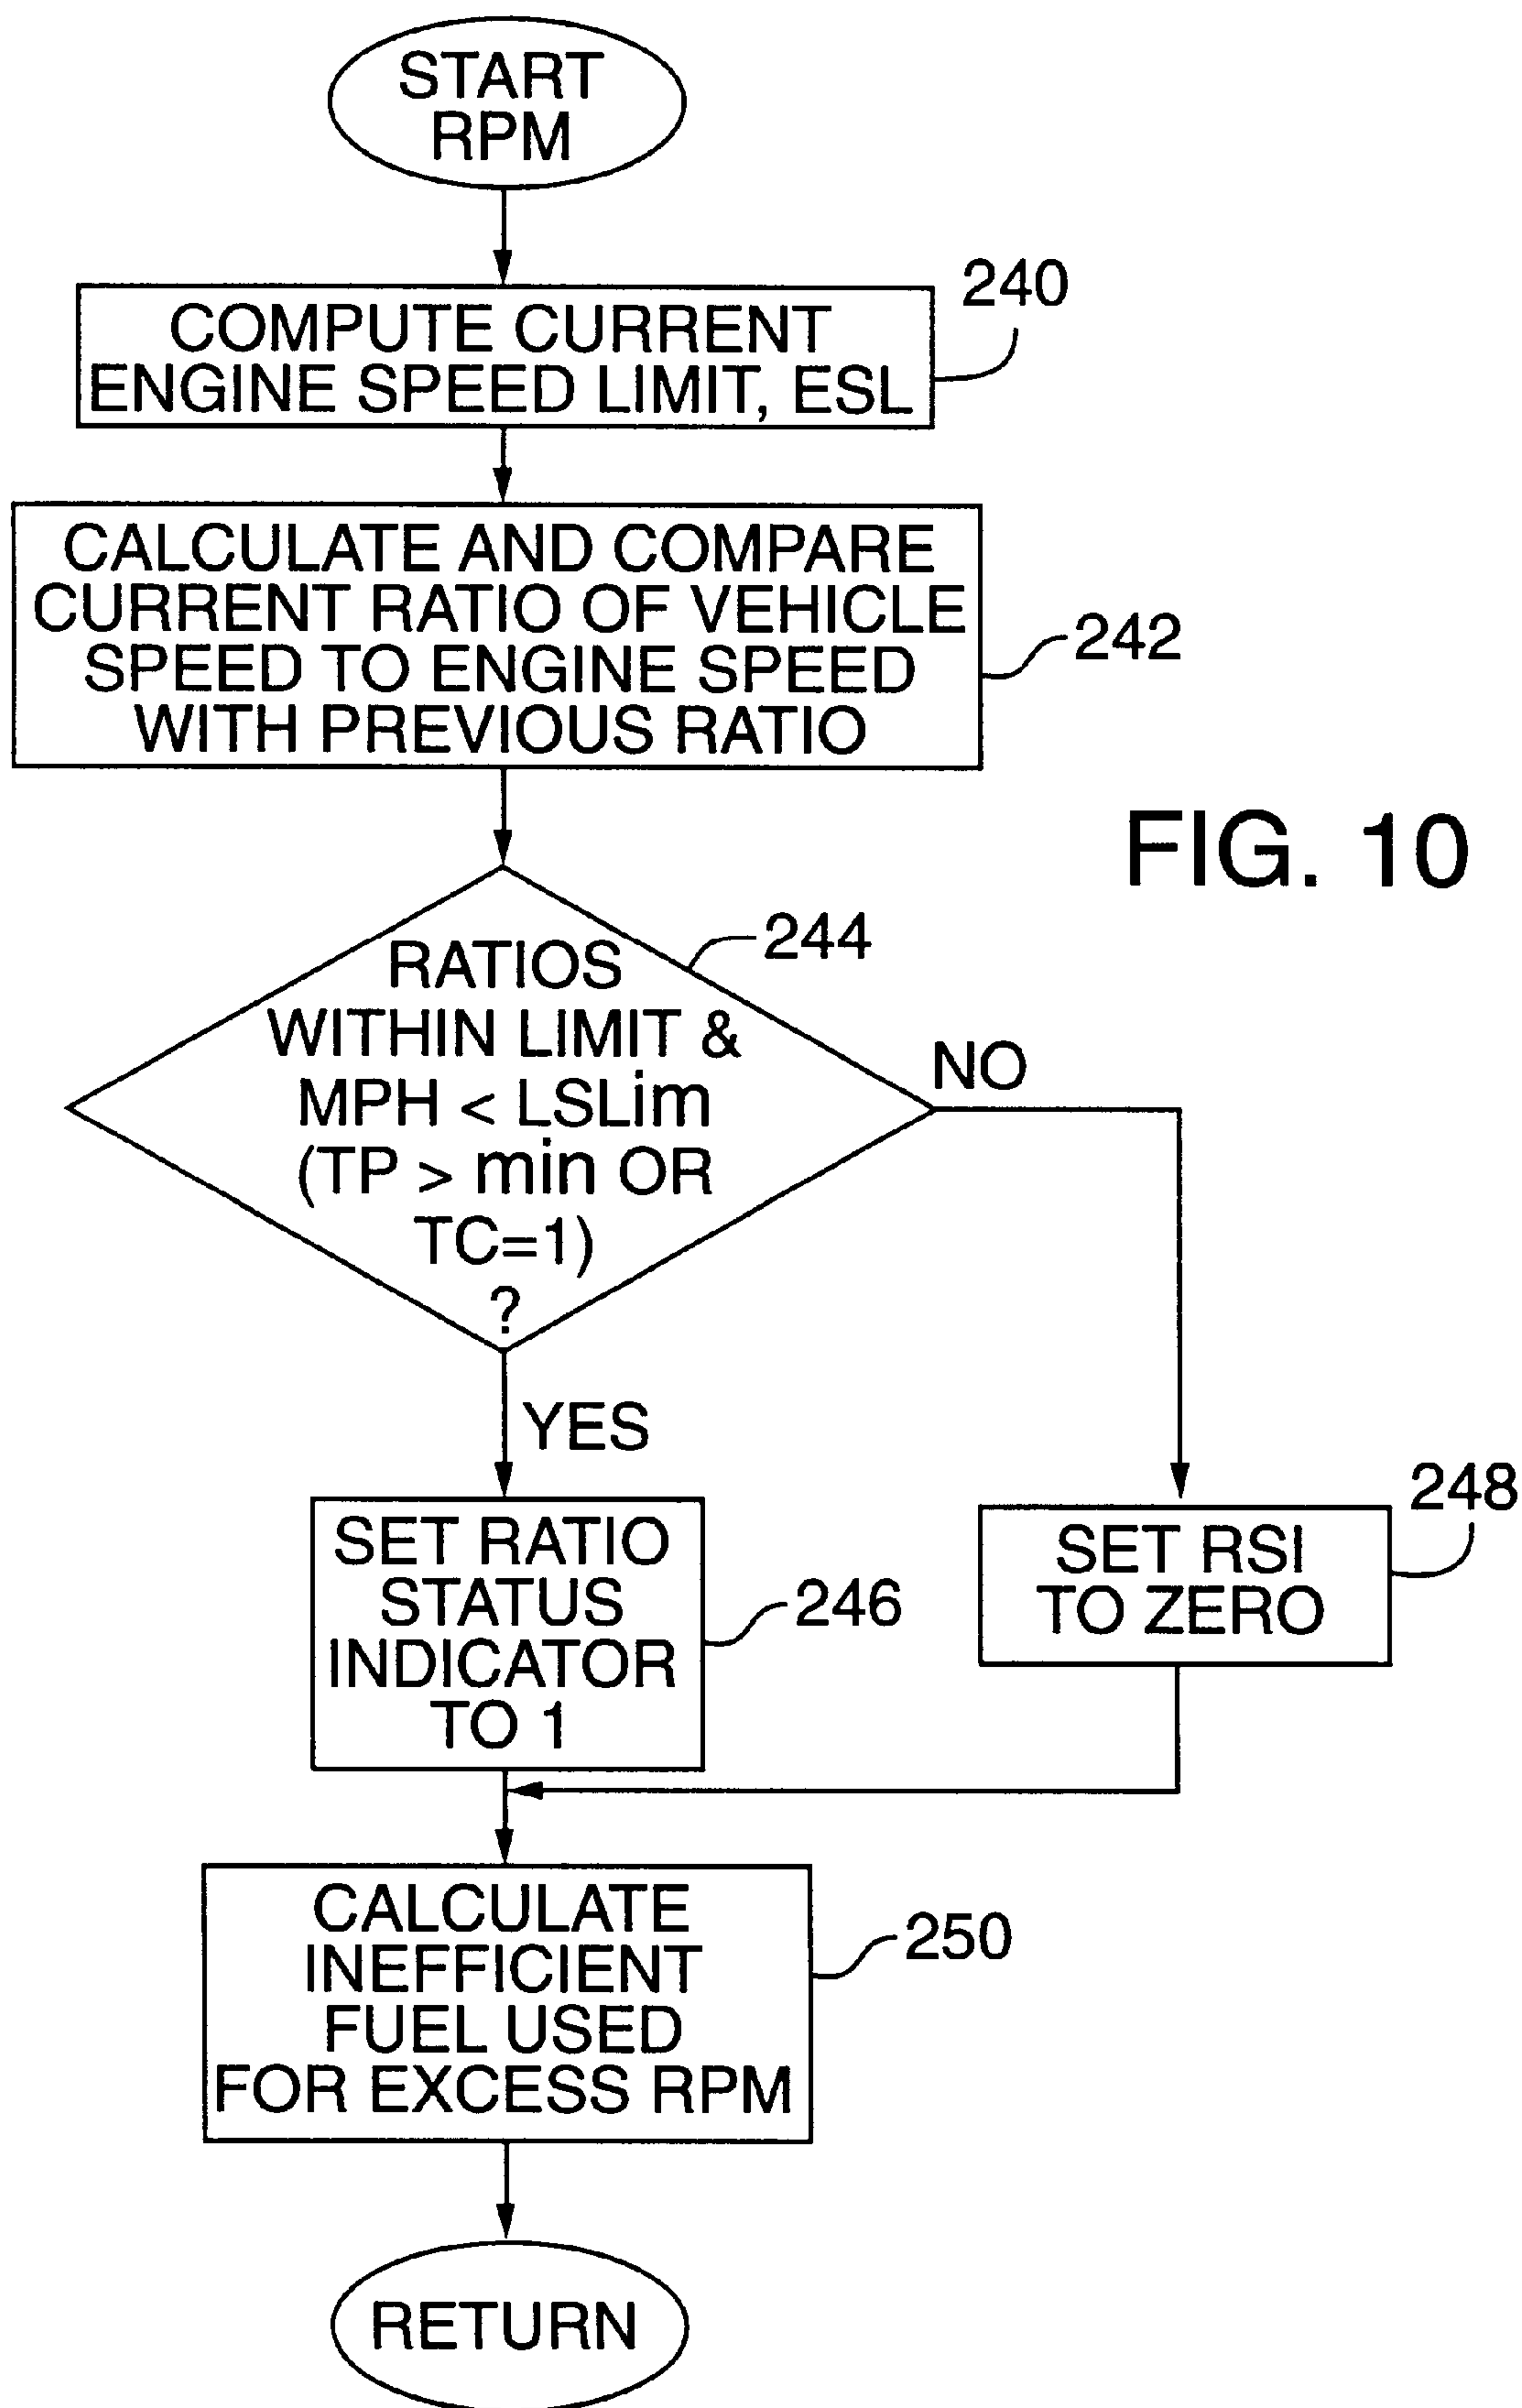 START
RPM
240
COMPUTE CURRENT
ENGINE SPEED LIMIT, ESL
CALCULATE AND COMPARE
CURRENT RATIO OF VEHICLE
SPEED TO ENGINE SPEED
WITH PREVIOUS RATIO
242
FIG. 10
244
RATIOS
WITHIN LIMIT &
MPH < LSLim
(TP > min OR
TC=1)
?
NO
YES
SET RATIO
STATUS
INDICATOR
TO 1
246
248
SET RSI
TO ZERO
CALCULATE
INEFFICIENT
FUEL USED
FOR EXCESS RPM
250
RETURN